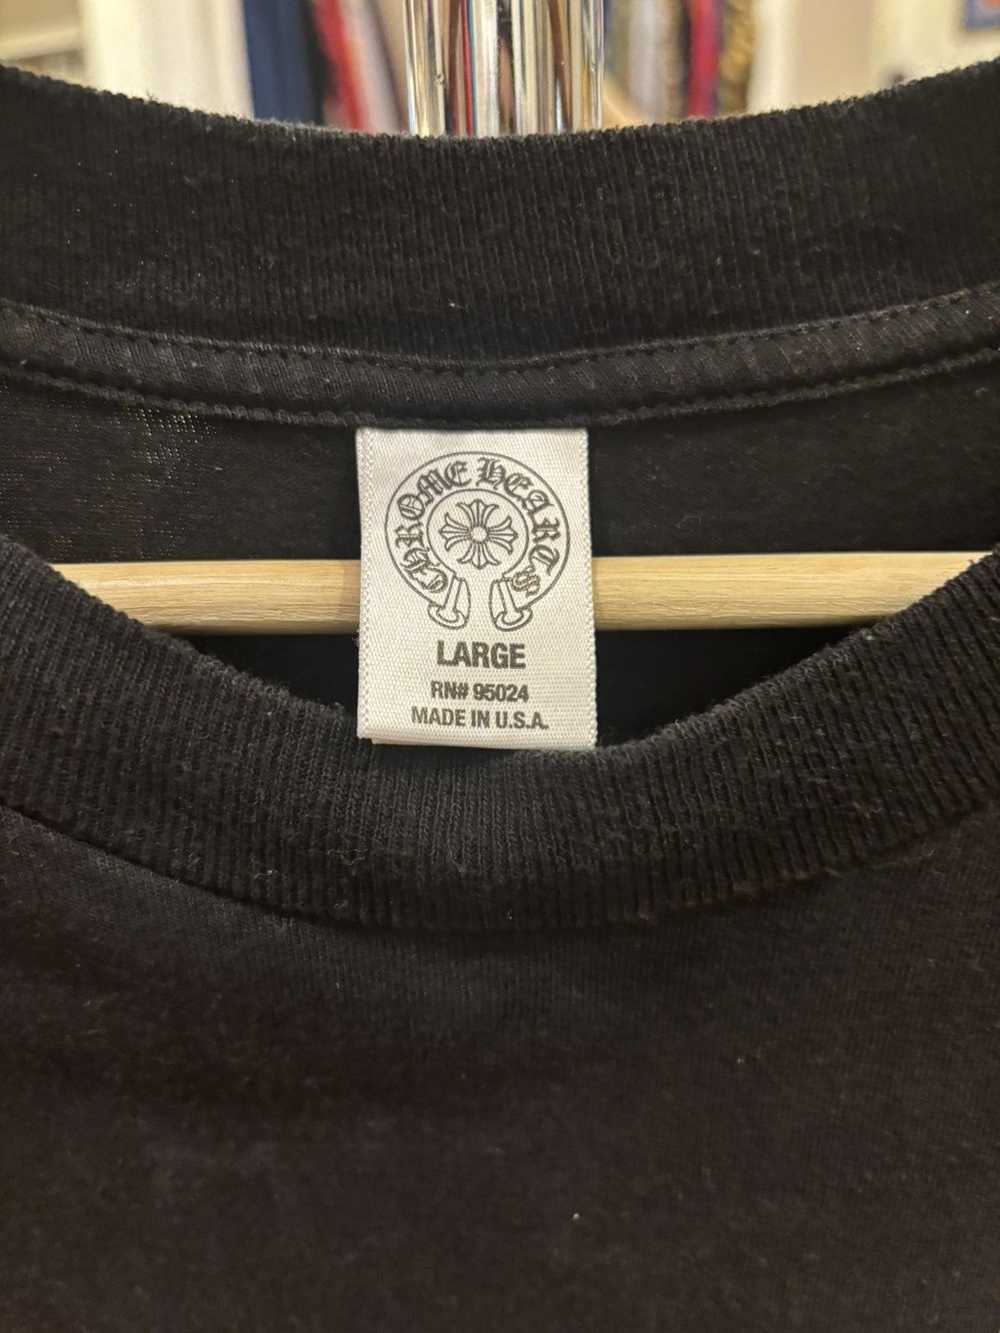 CHROME HEARTS
LARGE
RN# 95024
MADE IN U.S.A.